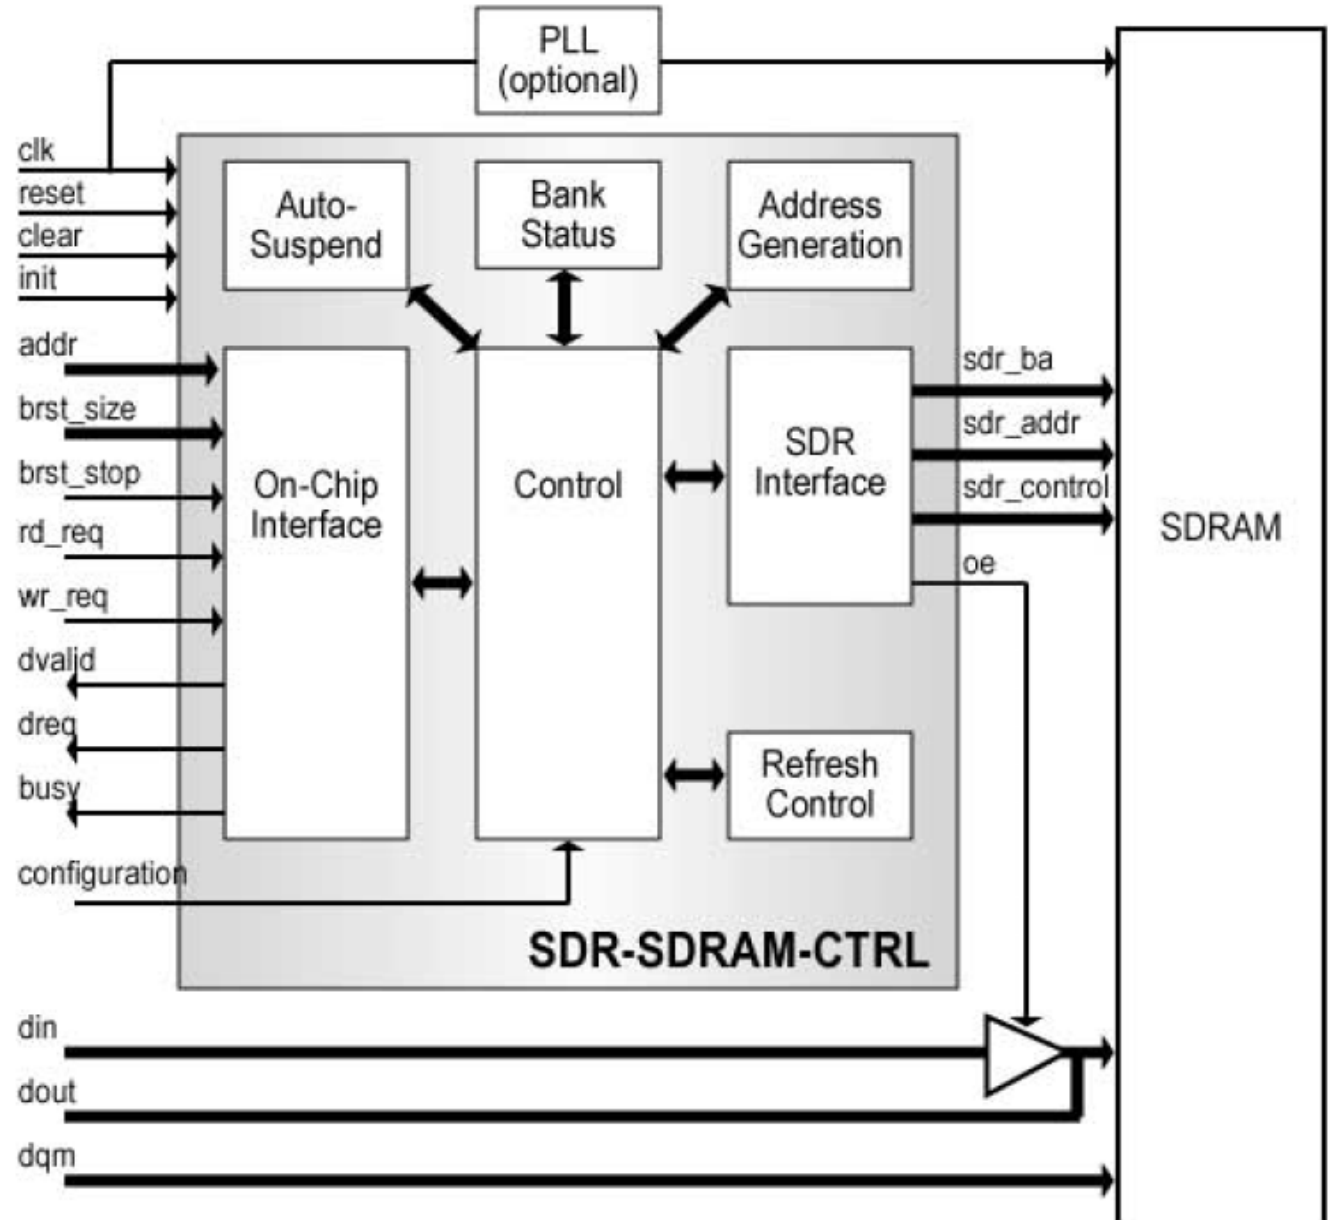 PLL
(optional)
clk
reset
clear
init
Auto-
Suspend
Bank
Status
Address
Generation
addr
brst_size
brst_stop
rd_req
wr_req
dvalid
dreq
busy
configuration
On-Chip
Interface
Control
SDR
Interface
sdr_ba
sdr_addr
sdr_control
oe
SDRAM
Refresh
Control
SDR-SDRAM-CTRL
din
dout
dqm